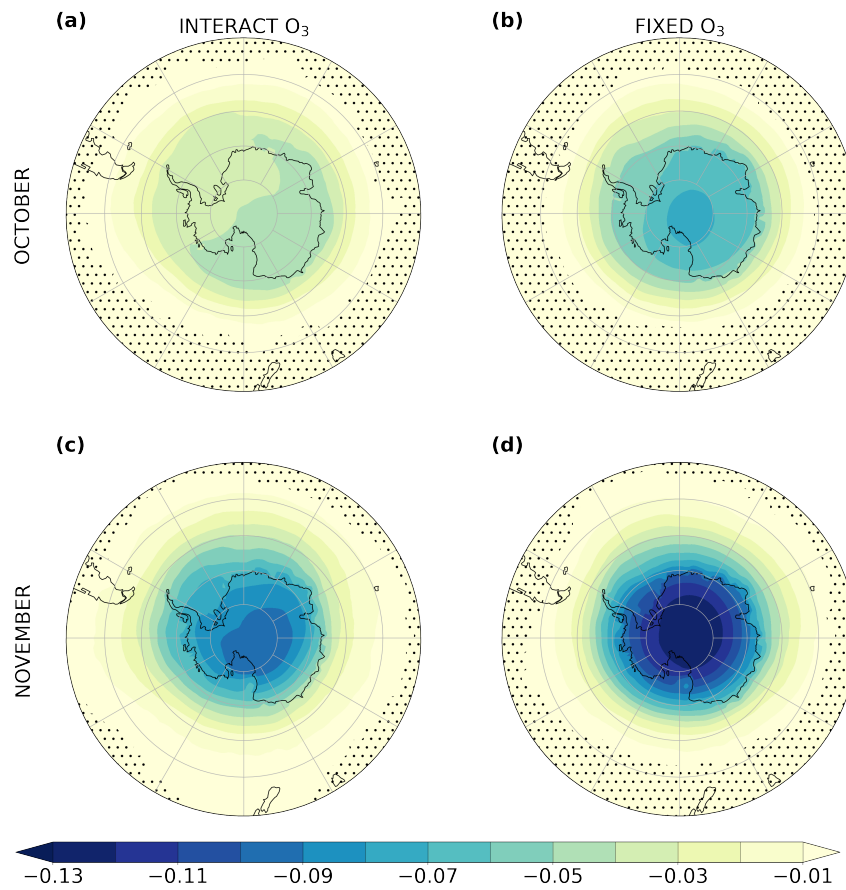 (a)
INTERACT O₃
(b)
FIXED O₃
OCTOBER
(c)
(d)
NOVEMBER
−0.13 −0.11 −0.09 −0.07 −0.05 −0.03 −0.01